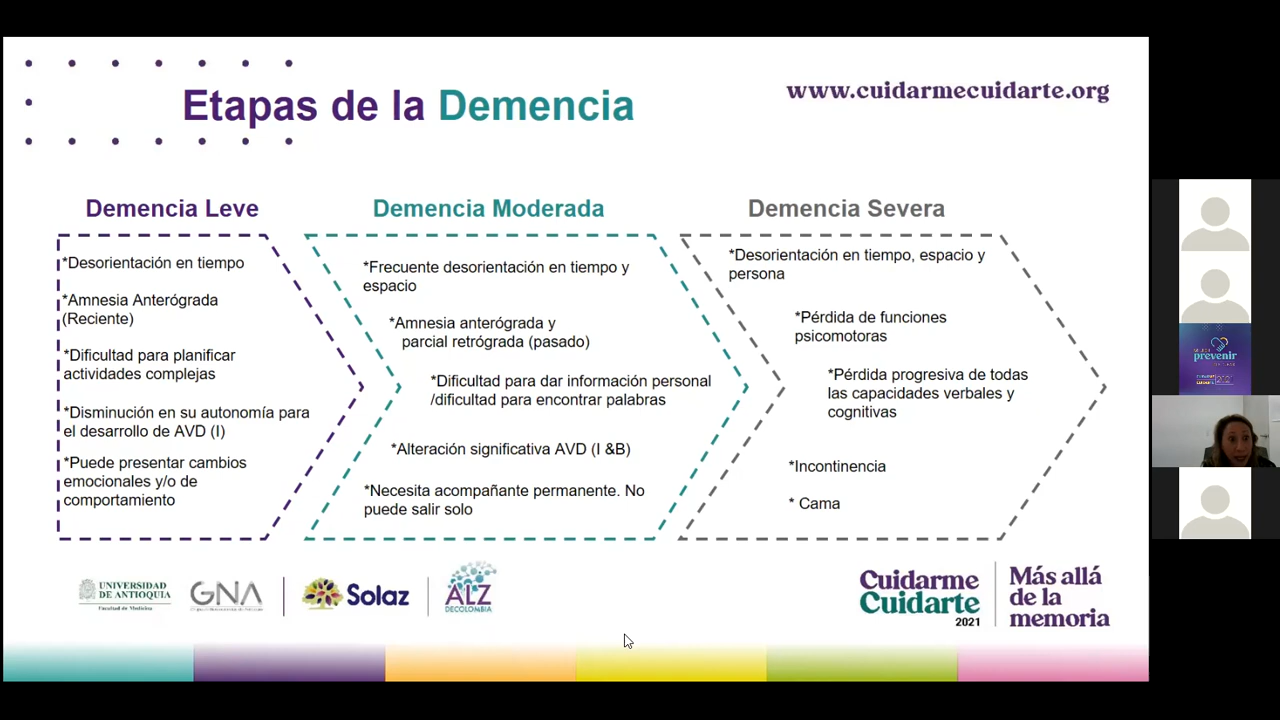 Etapas de la Demencia
www.cuidarmecuidarte.org
Demencia Leve
*Desorientación en tiempo
*Amnesia Anterógrada
(Reciente)
*Dificultad para planificar
actividades complejas
*Disminución en su autonomía para
el desarrollo de AVD (I)
*Puede presentar cambios
emocionales y/o de
comportamiento
Demencia Moderada
*Frecuente desorientación en tiempo y
espacio
*Amnesia anterógrada y
parcial retrógrada (pasado)
*Dificultad para dar información personal
/dificultad para encontrar palabras
*Alteración significativa AVD (I &B)
*Necesita acompañante permanente. No
puede salir solo
Demencia Severa
*Desorientación en tiempo, espacio y
persona
*Pérdida de funciones
psicomotoras
*Pérdida progresiva de todas
las capacidades verbales y
cognitivas
*Incontinencia
* Cama
UNIVERSIDAD
DE ANTIOQUIA
Facultad de Medicina
GNA
Solaz
ALZ
DECOLOMBIA
Cuidarme
Cuidarte
2021
Más allá
de la
memoria
prevenir